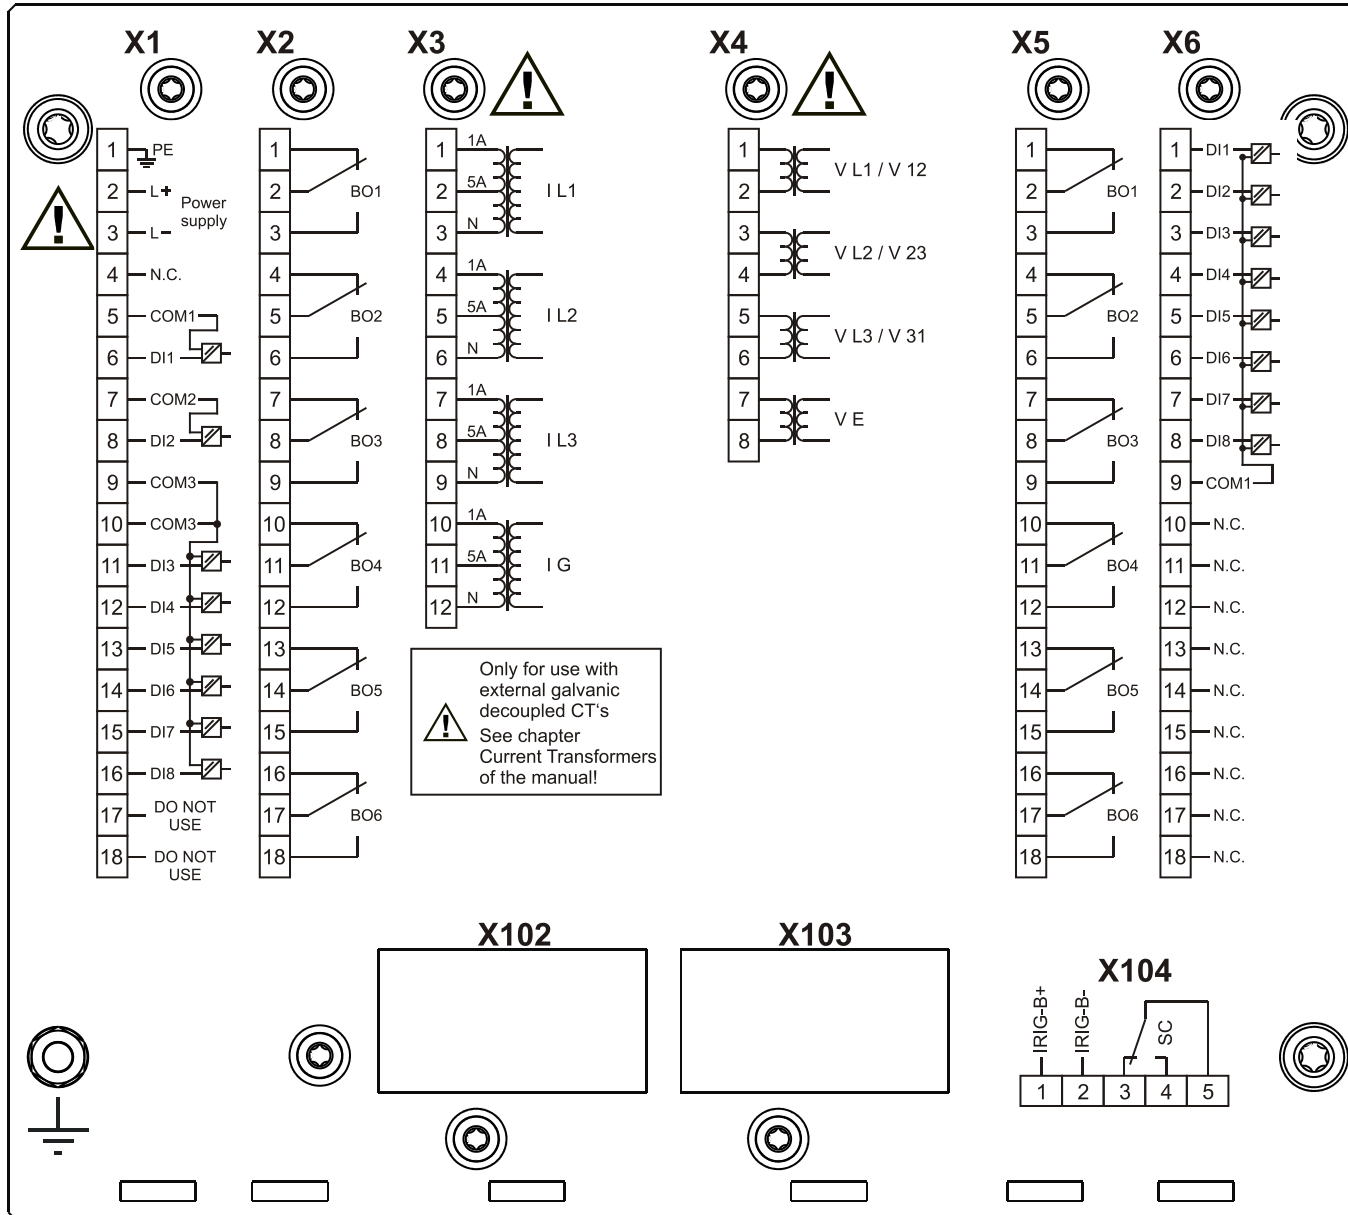 X1
X2
X3
X4
X5
X6
1 PE
2 L+
Power
supply
3 L-
4 N.C.
5 COM1
6 DI1
7 COM2
8 DI2
9 COM3
10 COM3
11 DI3
12 DI4
13 DI5
14 DI6
15 DI7
16 DI8
17 DO NOT
USE
18 DO NOT
USE
1
2 BO1
3
4
5 BO2
6
7
8 BO3
9
10
11 BO4
12
13
14 BO5
15
16
17 BO6
18
1 1A
2 5A I L1
3 N
4 1A
5 5A I L2
6 N
7 1A
8 5A I L3
9 N
10 1A
11 5A I G
12 N
Only for use with
external galvanic
decoupled CT's
See chapter
Current Transformers
of the manual!
1
V L1 / V 12
2
3
V L2 / V 23
4
5
V L3 / V 31
6
7
V E
8
1
2 BO1
3
4
5 BO2
6
7
8 BO3
9
10
11 BO4
12
13
14 BO5
15
16
17 BO6
18
1 DI1
2 DI2
3 DI3
4 DI4
5 DI5
6 DI6
7 DI7
8 DI8
9 COM1
10 N.C.
11 N.C.
12 N.C.
13 N.C.
14 N.C.
15 N.C.
16 N.C.
17 N.C.
18 N.C.
X102
X103
X104
IRIG-B+
IRIG-B-
SC
1 2 3 4 5